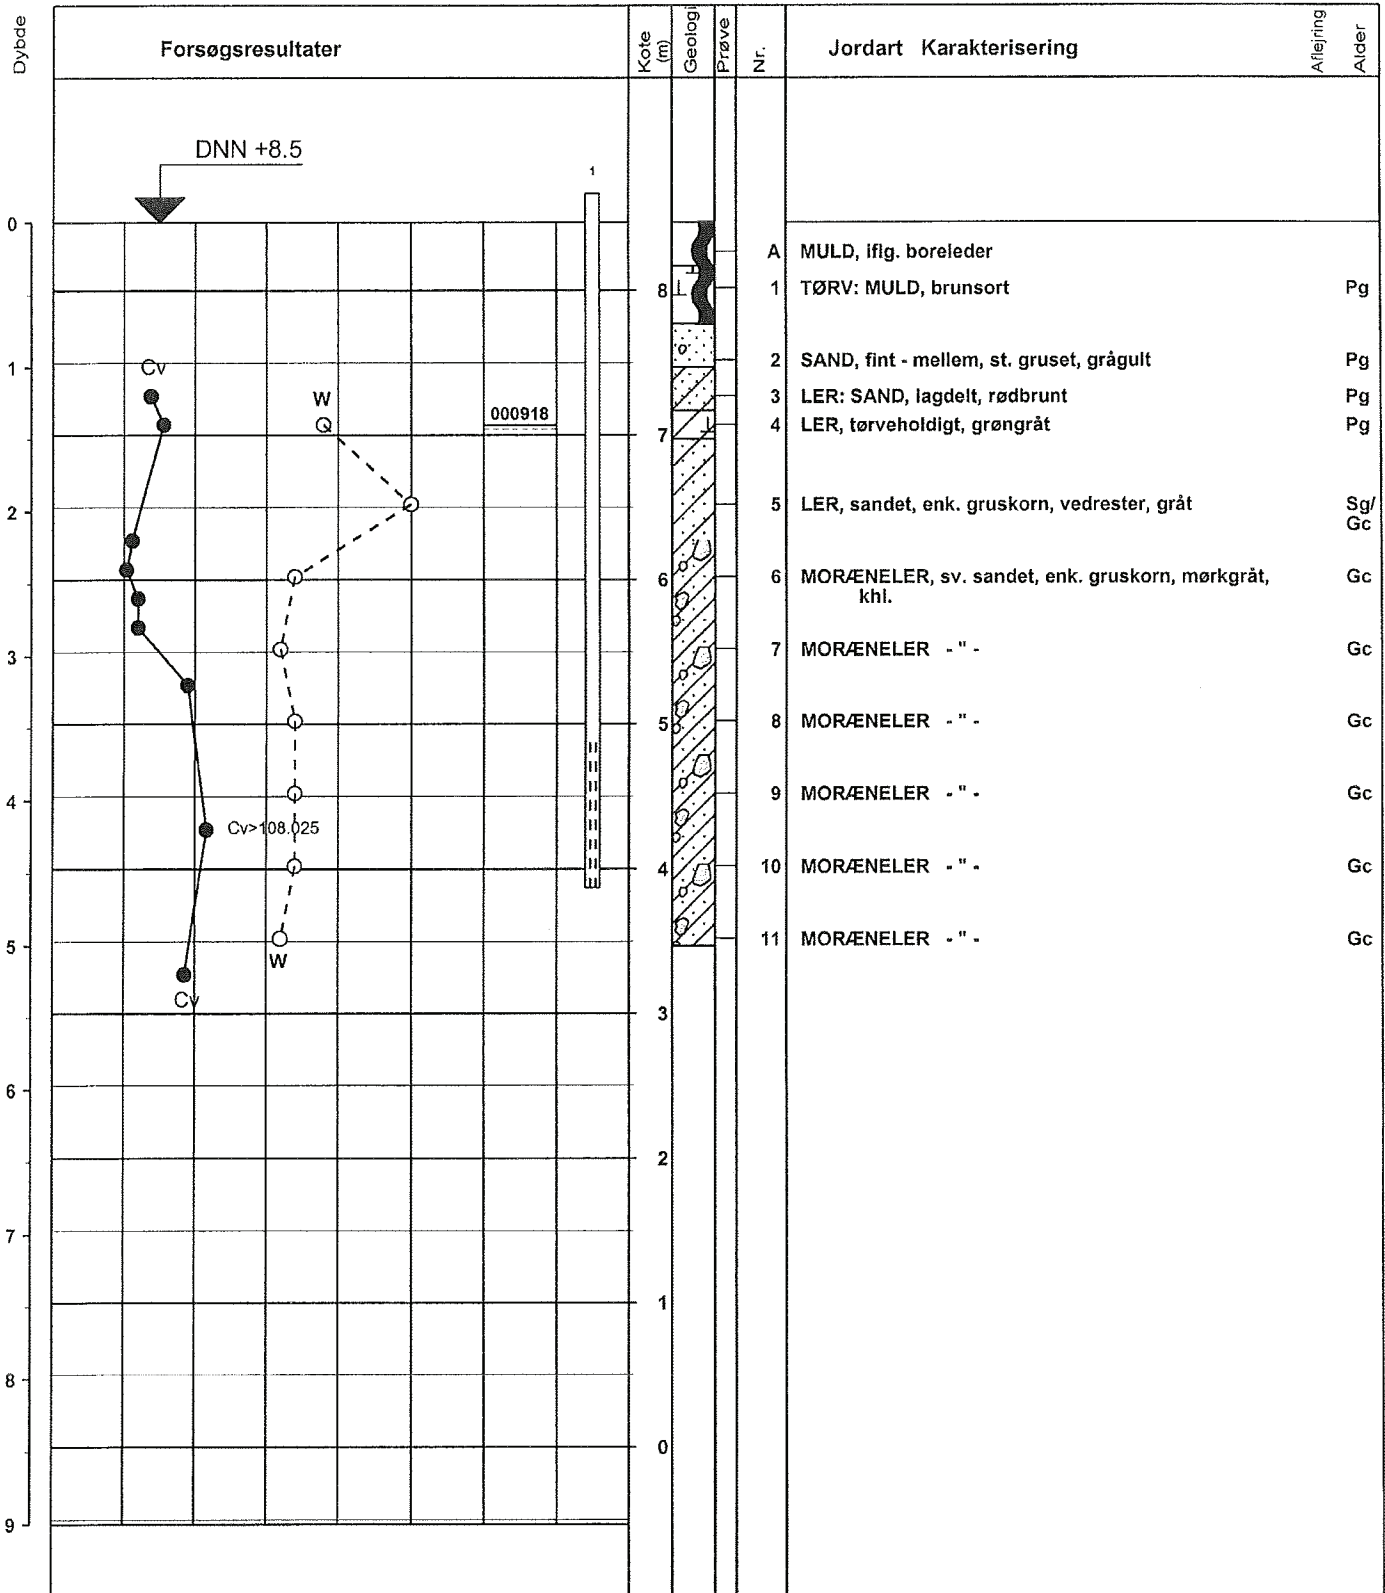 Dybde
Forsøgsresultater
Kote (m)
Geologi
Prøve
Nr.
Jordart Karakterisering
Aflejring
Alder
DNN +8.5
1
0
A MULD, iflg. boreleder
8
1 TØRV: MULD, brunsort Pg
1
Cv
2 SAND, fint - mellem, st. gruset, grågult Pg
W
3 LER: SAND, lagdelt, rødbrunt Pg
000918
7
4 LER, tørveholdigt, grøngråt Pg
2
5 LER, sandet, enk. gruskorn, vedrester, gråt Sg/
Gc
6
6 MORÆNELER, sv. sandet, enk. gruskorn, mørkgråt, Gc
khl.
3
7 MORÆNELER - " - Gc
5
8 MORÆNELER - " - Gc
4
9 MORÆNELER - " - Gc
Cv>108.025
4
10 MORÆNELER - " - Gc
5
11 MORÆNELER - " - Gc
W
Cv
3
6
2
7
1
8
0
9